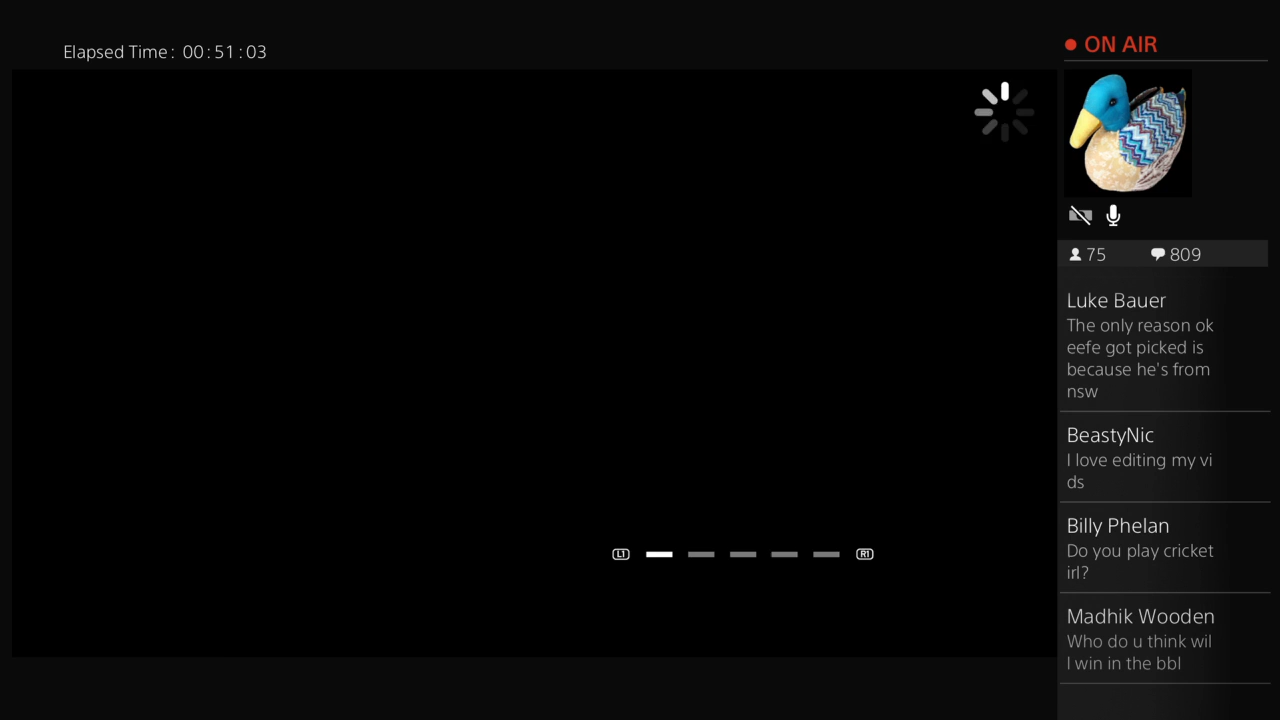 Elapsed Time: 00:51:03
ON AIR
75 809
Luke Bauer
The only reason ok
eefe got picked is
because he's from
nsw
BeastyNic
I love editing my vi
ds
Billy Phelan
Do you play cricket
irl?
Madhik Wooden
Who do u think wil
l win in the bbl
L1 R1